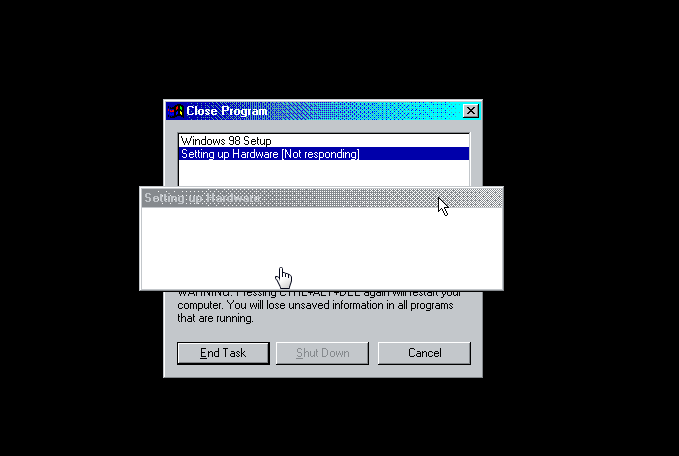 Close Program
Windows 98 Setup
Setting up Hardware [Not responding]
Setting up Hardware
WARNING: Pressing CTRL+ALT+DEL again will restart your
computer. You will lose unsaved information in all programs
that are running.
End Task
Shut Down
Cancel